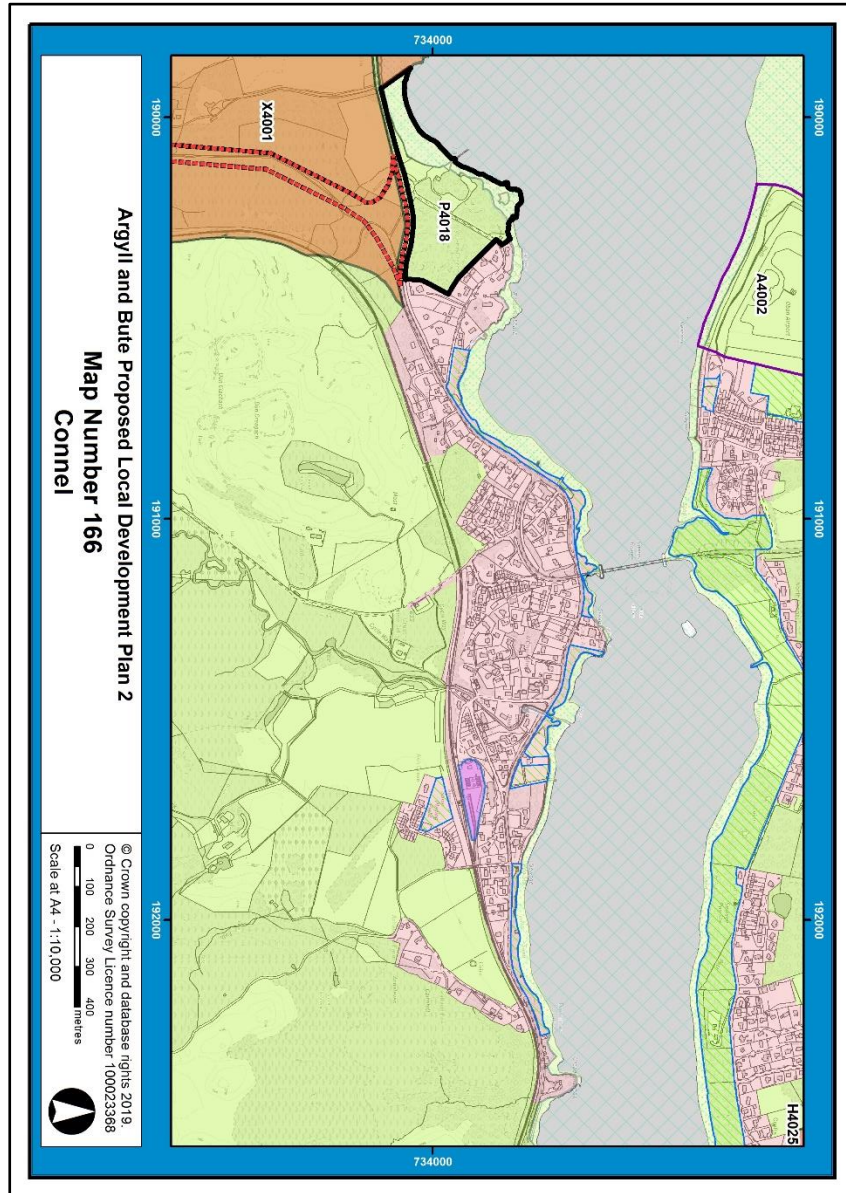 734000
190000
191000
192000
X4001
P4018
A4002
H4025
Oban Airport
190000
191000
192000
734000
Argyll and Bute Proposed Local Development Plan 2
Map Number 166
Connel
© Crown copyright and database rights 2019.
Ordnance Survey Licence number 100023368
0 100 200 300 400
metres
Scale at A4 - 1:10,000